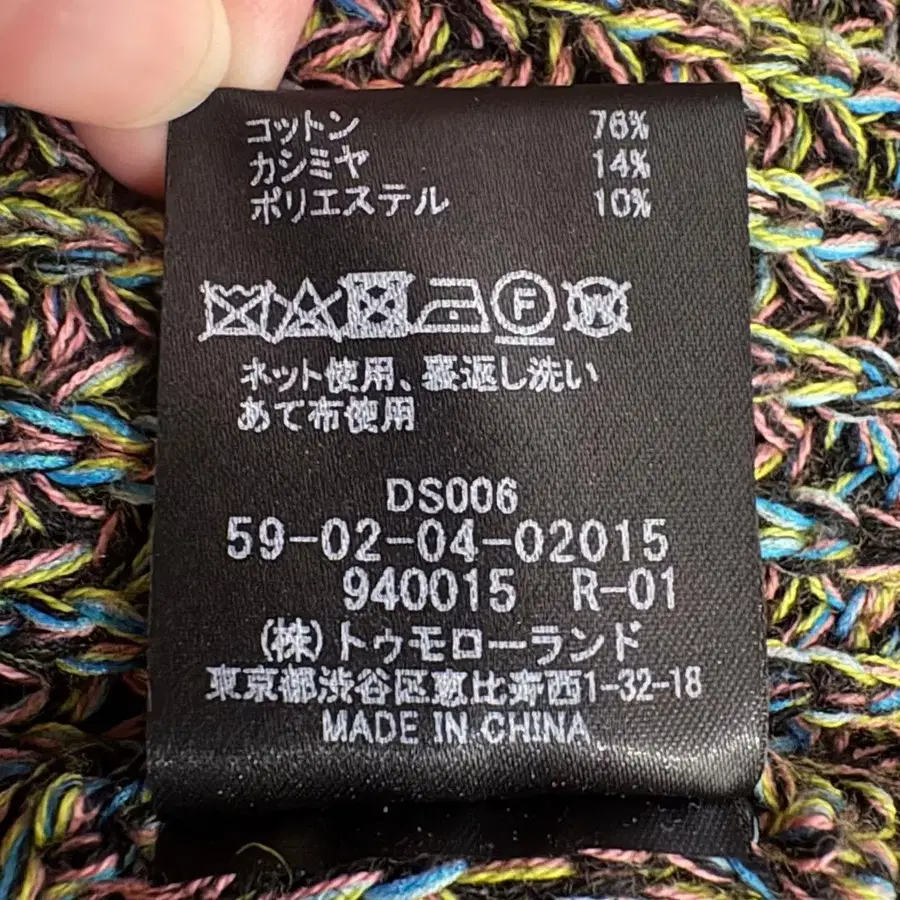 コットン 76%
カシミヤ 14%
ポリエステル 10%
F
W
ネット使用、裏返し洗い
あて布使用
DS006
59-02-04-02015
940015 R-01
(株)トゥモローランド
東京都渋谷区恵比寿西1-32-18
MADE IN CHINA